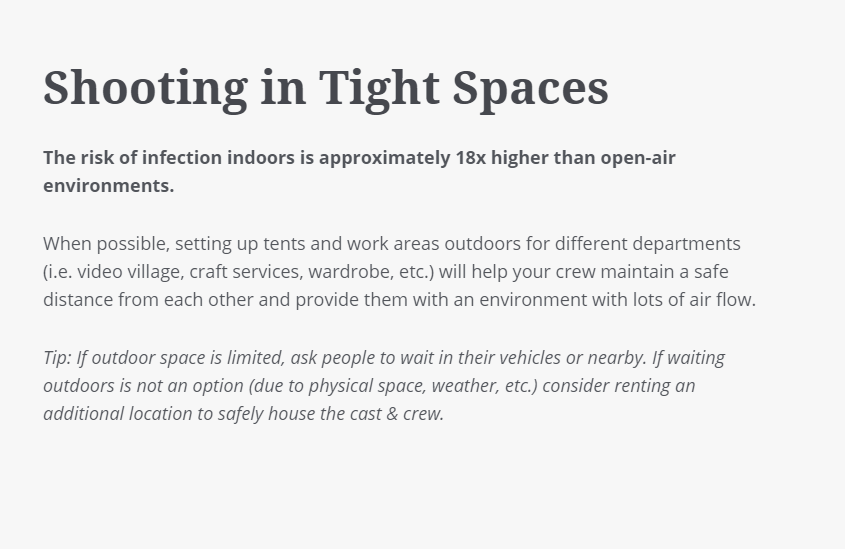 Shooting in Tight Spaces
The risk of infection indoors is approximately 18x higher than open-air
environments.
When possible, setting up tents and work areas outdoors for different departments
(i.e. video village, craft services, wardrobe, etc.) will help your crew maintain a safe
distance from each other and provide them with an environment with lots of air flow.
Tip: If outdoor space is limited, ask people to wait in their vehicles or nearby. If waiting
outdoors is not an option (due to physical space, weather, etc.) consider renting an
additional location to safely house the cast & crew.